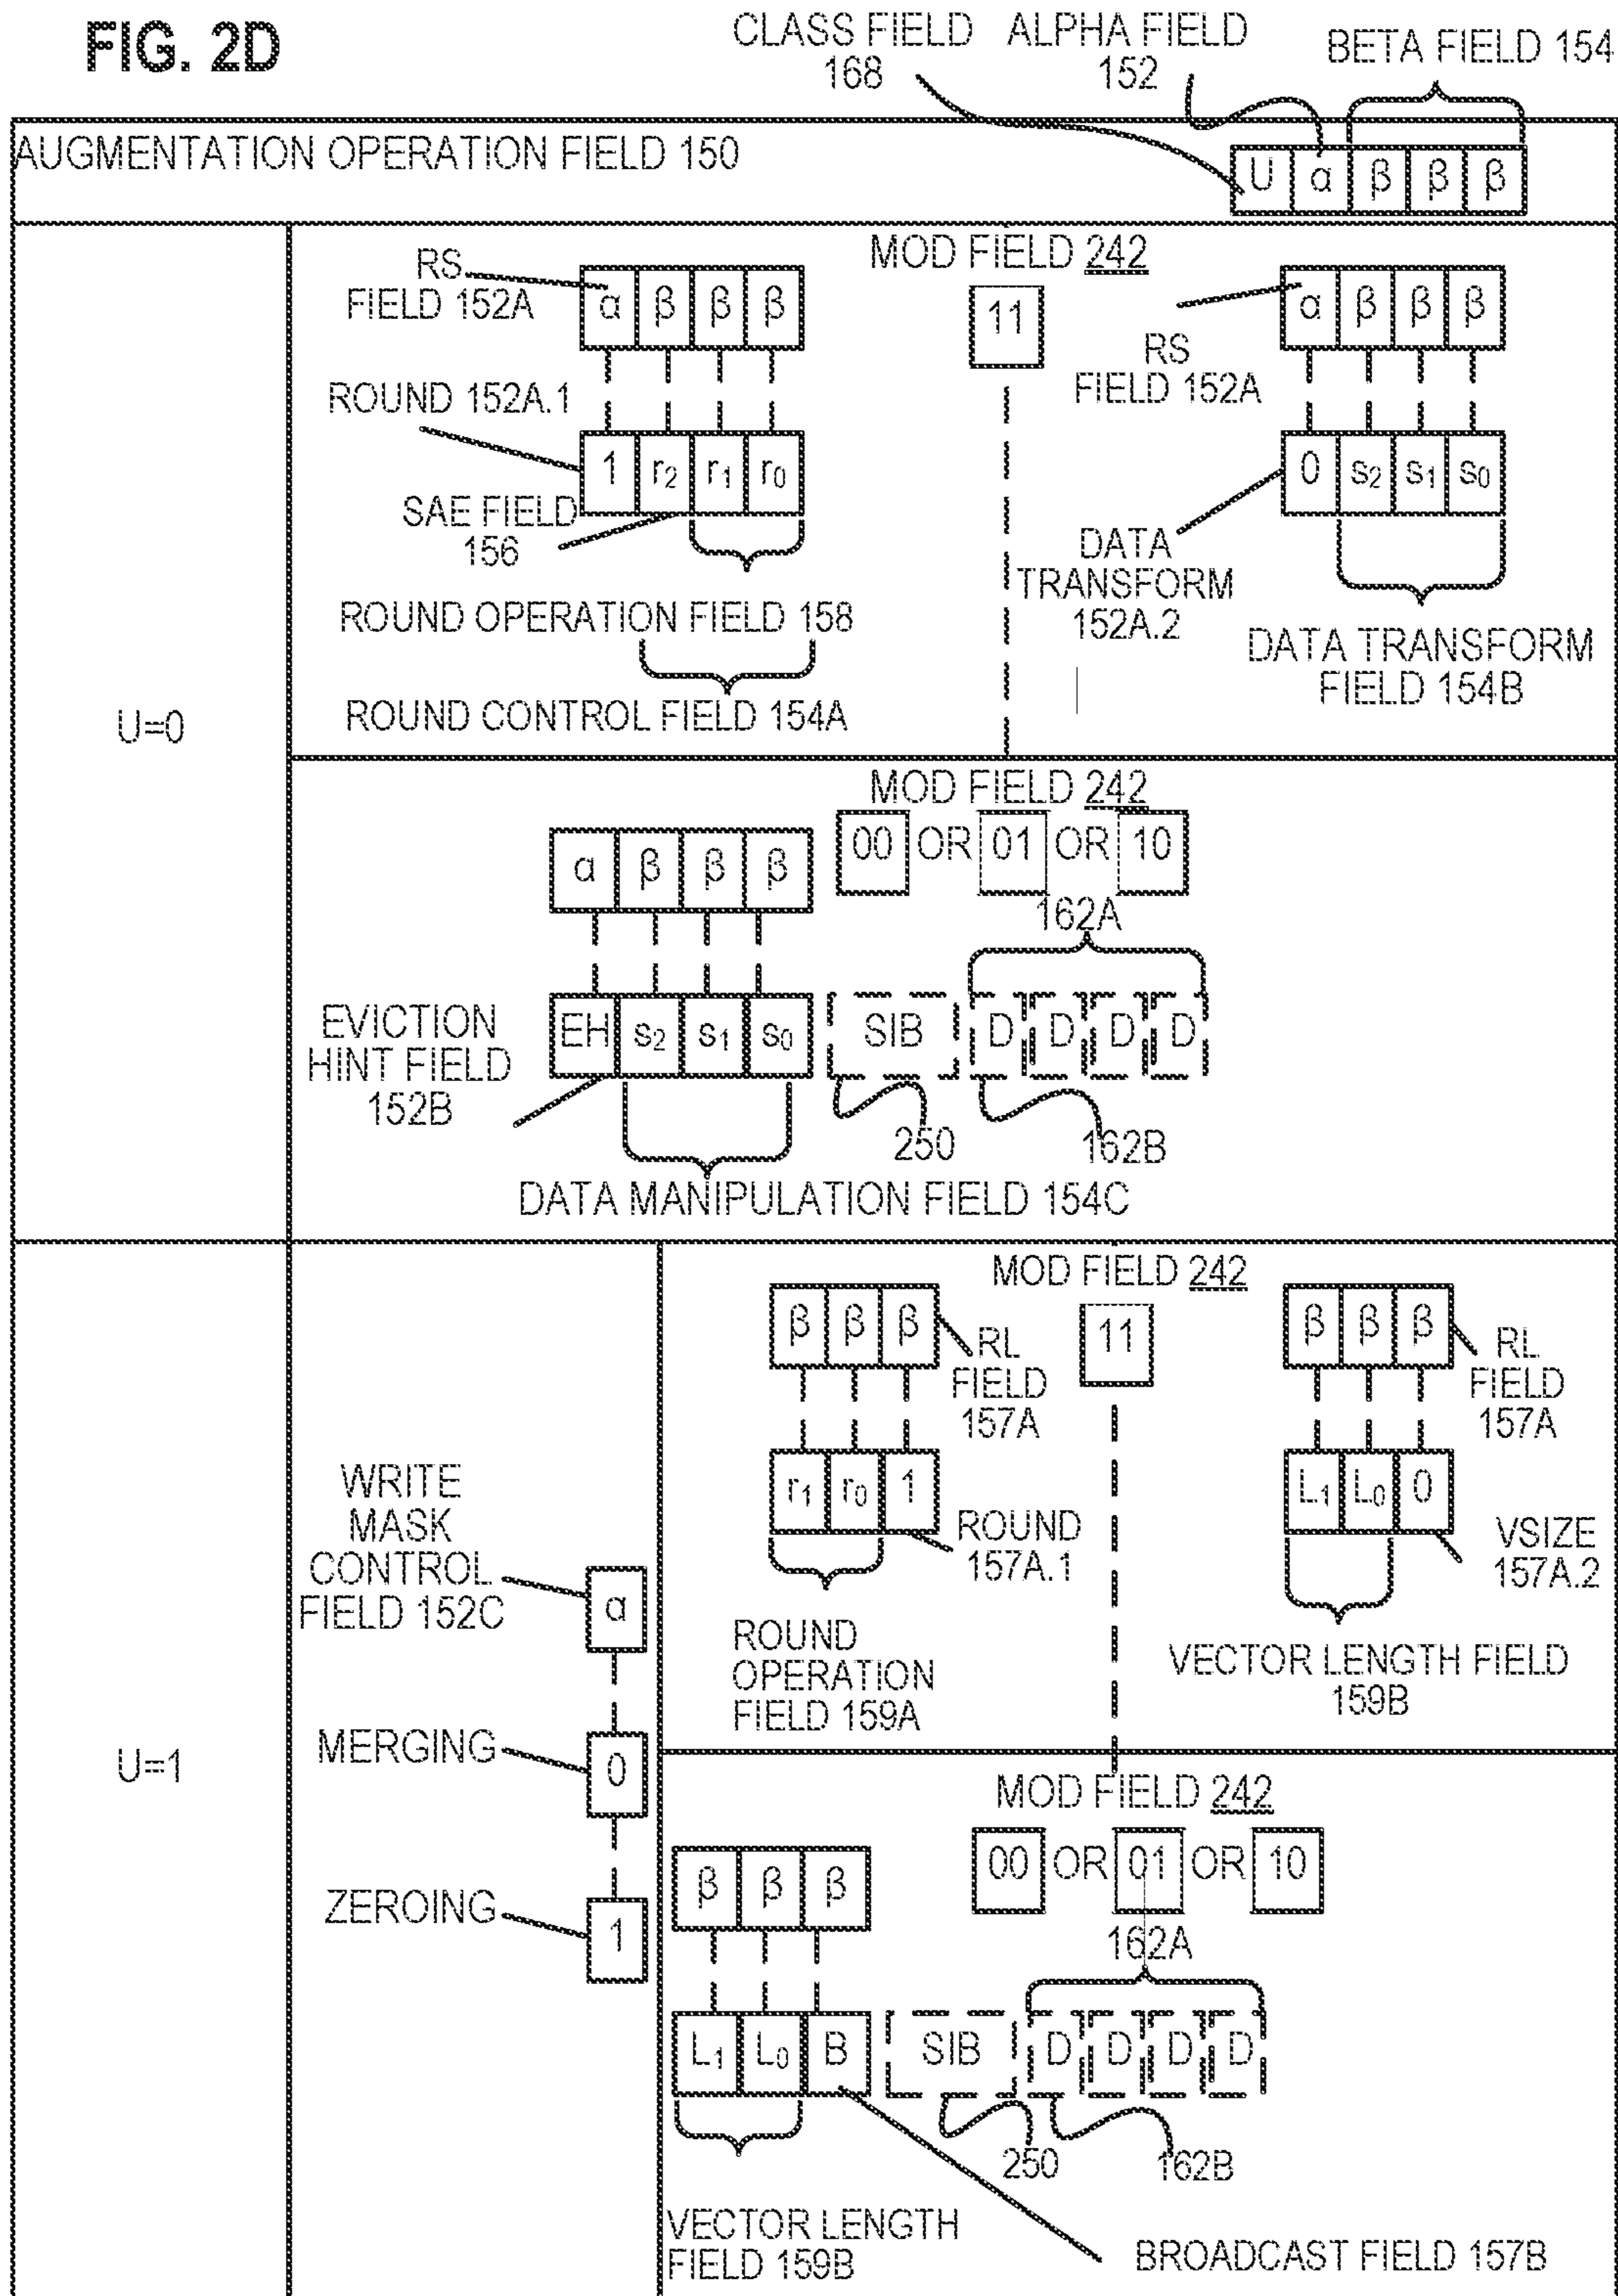 FIG. 2D
CLASS FIELD
168
ALPHA FIELD
152
BETA FIELD 154
AUGMENTATION OPERATION FIELD 150
U α β β β
U=0
MOD FIELD 242
11
RS
FIELD 152A
α β β β
ROUND 152A.1
1 r2 r1 r0
SAE FIELD
156
ROUND OPERATION FIELD 158
ROUND CONTROL FIELD 154A
α β β β
RS
FIELD 152A
0 s2 s1 s0
DATA
TRANSFORM
152A.2
DATA TRANSFORM
FIELD 154B
MOD FIELD 242
00 OR 01 OR 10
α β β β
162A
EVICTION
HINT FIELD
152B
EH s2 s1 s0 SIB D D D D
250
162B
DATA MANIPULATION FIELD 154C
U=1
WRITE
MASK
CONTROL
FIELD 152C
α
MERGING
0
ZEROING
1
MOD FIELD 242
11
β β β
RL
FIELD
157A
r1 r0 1
ROUND
157A.1
ROUND
OPERATION
FIELD 159A
β β β
RL
FIELD
157A
L1 L0 0
VSIZE
157A.2
VECTOR LENGTH FIELD
159B
MOD FIELD 242
00 OR 01 OR 10
β β β
162A
L1 L0 B SIB D D D D
250
162B
VECTOR LENGTH
FIELD 159B
BROADCAST FIELD 157B